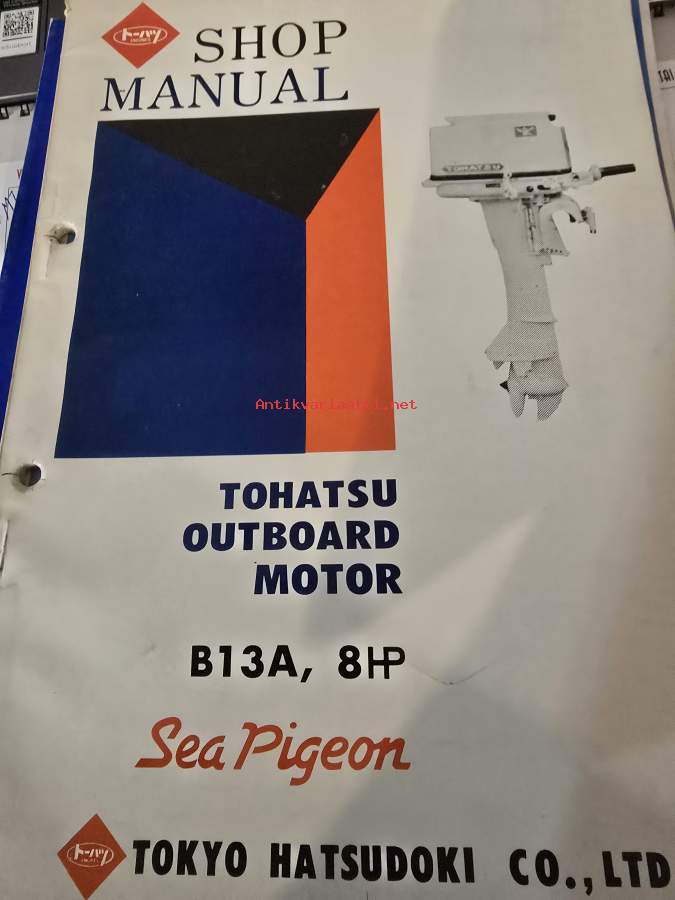 トーハツ
SHOP
MANUAL
TOHATSU
Antikvariaatti.net
TOHATSU
OUTBOARD
MOTOR
B13A, 8HP
Sea Pigeon
トーハツ
TOKYO HATSUDOKI CO., LTD